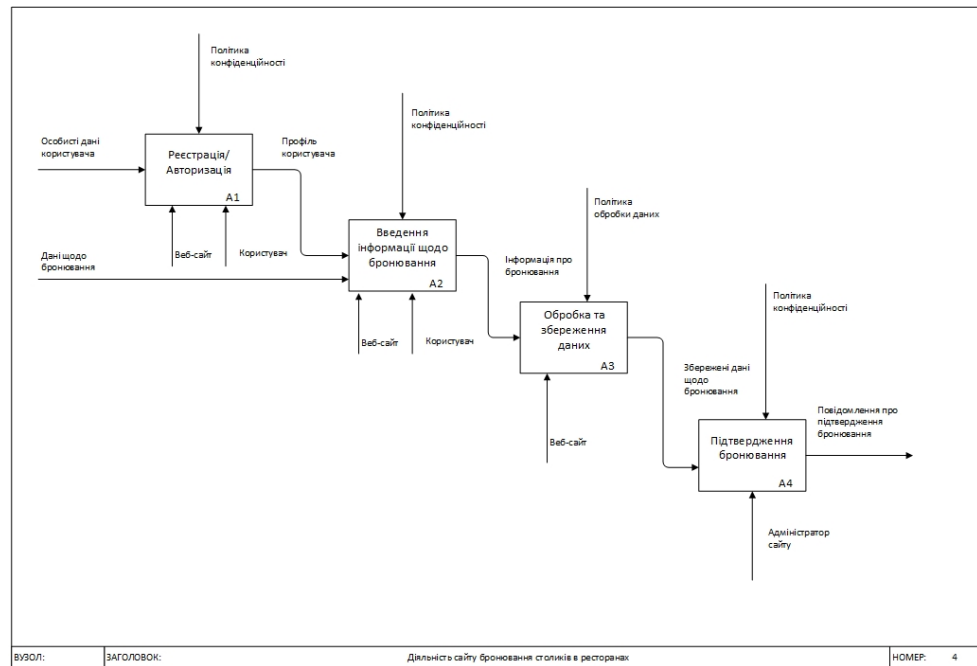 Політика
конфіденційності
Особисті дані
користувача
Реєстрація/
Авторизація
A1
Профіль
користувача
Веб-сайт
Користувач
Політика
конфіденційності
Дані щодо
бронювання
Введення
інформації щодо
бронювання
A2
Веб-сайт
Користувач
Політика
обробки даних
Інформація про
бронювання
Обробка та
збереження
даних
A3
Веб-сайт
Політика
конфіденційності
Збережені дані
щодо
бронювання
Підтвердження
бронювання
A4
Повідомлення про
підтвердження
бронювання
Адміністратор
сайту
ВУЗОЛ:
ЗАГОЛОВОК:
Діяльність сайту бронювання столиків в ресторанах
НОМЕР: 4